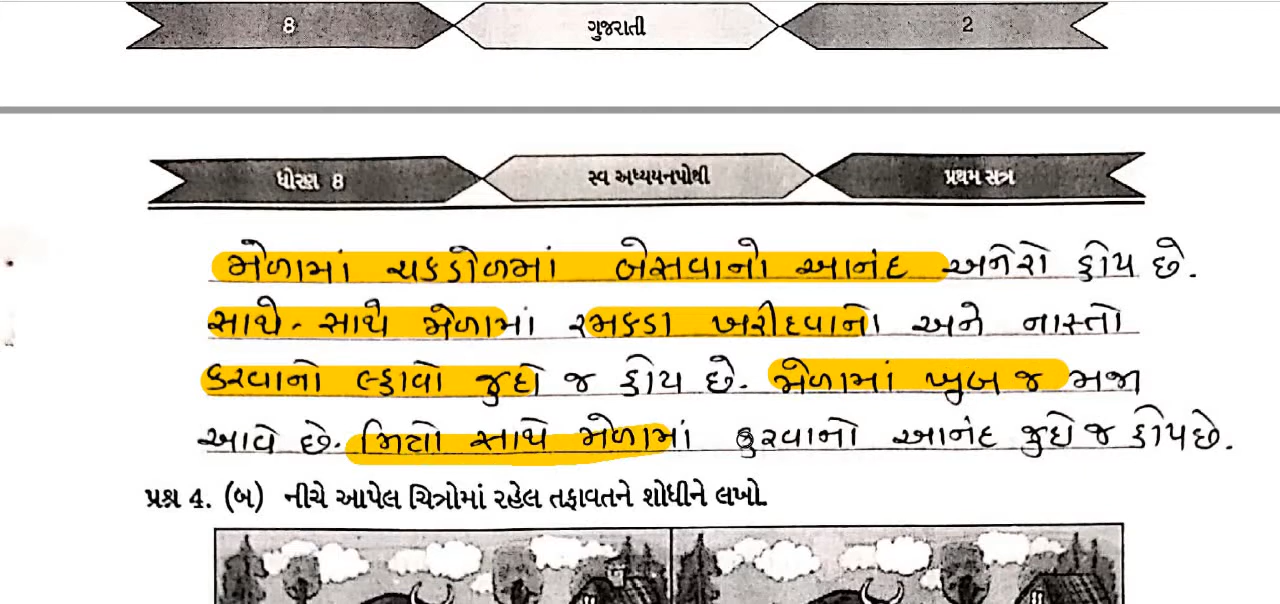 8 ગુજરાતી 2
ધોરણ 8 સ્વ અધ્યયનપોથી પ્રથમ સત્ર
મેળામાં ચકડોળમાં બેસવાનો આનંદ અનેરો હોય છે.
સાથે- સાથે મેળામાં રમકડા ખરીદવાનો અને નાસ્તો
કરવાનો લ્હાવો જુદો જ હોય છે. મેળામાં ખુબ જ મજા
આવે છે. મિત્રો સાથે મેળામાં ફરવાનો આનંદ જુદો જ હોય છે.
પ્રશ્ન 4. (બ) નીચે આપેલ ચિત્રોમાં રહેલ તફાવતને શોધીને લખો.